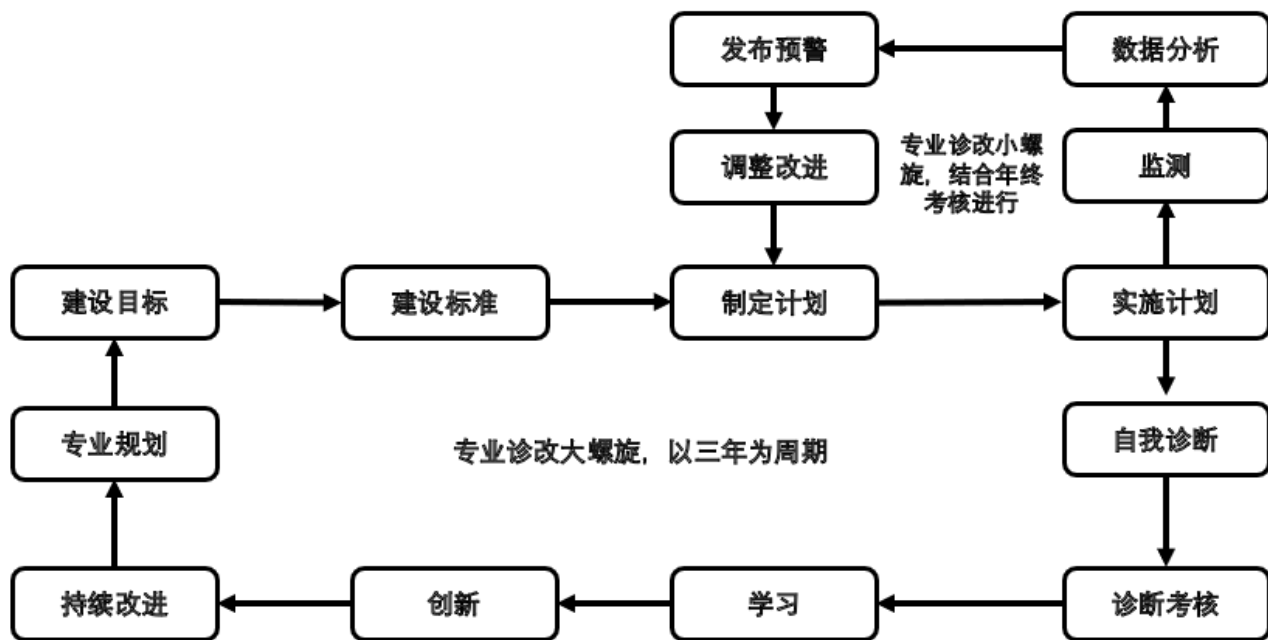 发布预警
数据分析
调整改进
专业诊改小螺
旋，结合年终
考核进行
监测
建设目标
建设标准
制定计划
实施计划
专业规划
专业诊改大螺旋，以三年为周期
自我诊断
持续改进
创新
学习
诊断考核